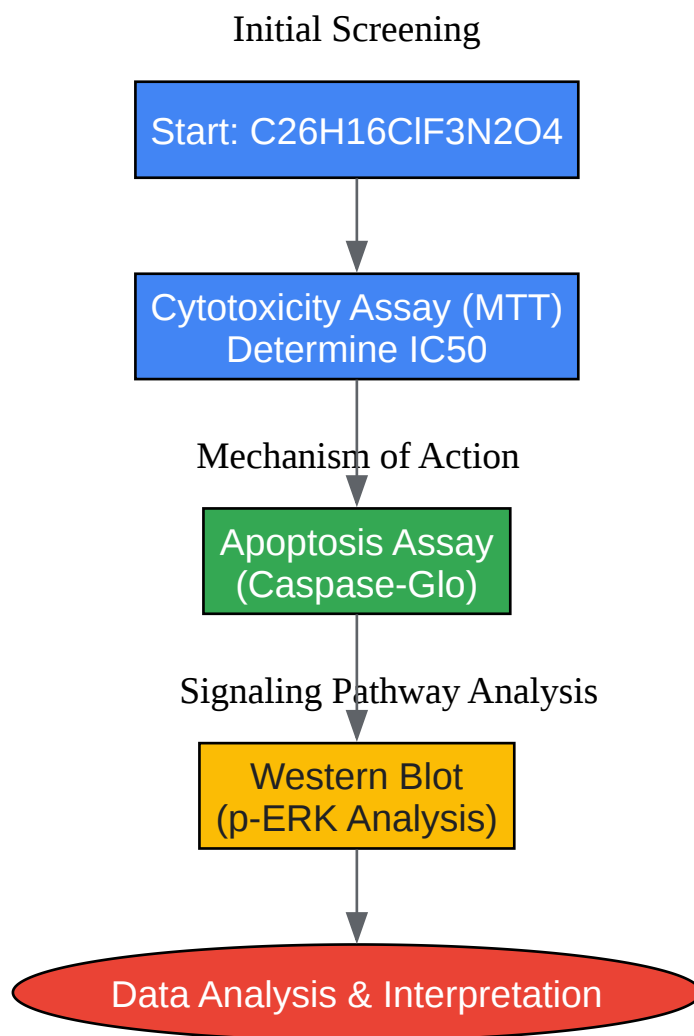 Initial Screening
Start: C26H16ClF3N2O4
Cytotoxicity Assay (MTT)
Determine IC50
Mechanism of Action
Apoptosis Assay
(Caspase-Glo)
Signaling Pathway Analysis
Western Blot
(p-ERK Analysis)
Data Analysis & Interpretation